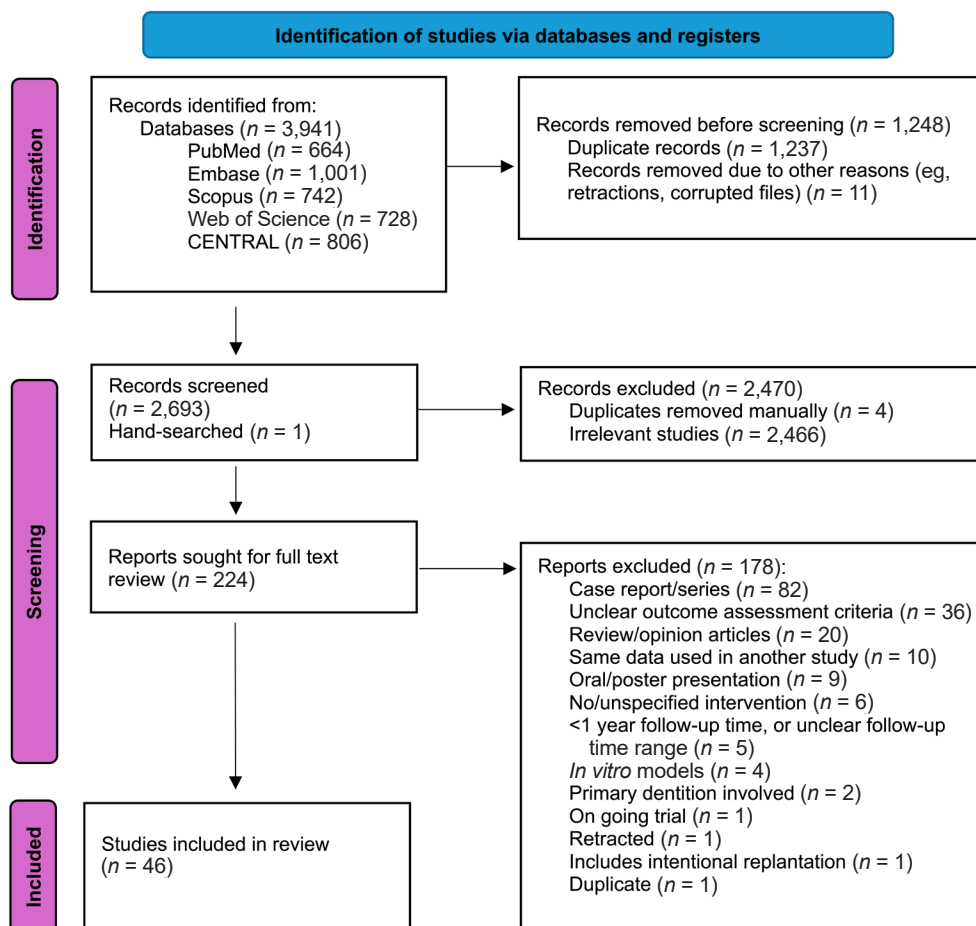 Identification of studies via databases and registers
Identification
Records identified from:
Databases (n = 3,941)
PubMed (n = 664)
Embase (n = 1,001)
Scopus (n = 742)
Web of Science (n = 728)
CENTRAL (n = 806)
Records removed before screening (n = 1,248)
Duplicate records (n = 1,237)
Records removed due to other reasons (eg,
retractions, corrupted files) (n = 11)
Screening
Records screened
(n = 2,693)
Hand-searched (n = 1)
Records excluded (n = 2,470)
Duplicates removed manually (n = 4)
Irrelevant studies (n = 2,466)
Reports sought for full text
review (n = 224)
Reports excluded (n = 178):
Case report/series (n = 82)
Unclear outcome assessment criteria (n = 36)
Review/opinion articles (n = 20)
Same data used in another study (n = 10)
Oral/poster presentation (n = 9)
No/unspecified intervention (n = 6)
<1 year follow-up time, or unclear follow-up
time range (n = 5)
In vitro models (n = 4)
Primary dentition involved (n = 2)
On going trial (n = 1)
Retracted (n = 1)
Includes intentional replantation (n = 1)
Duplicate (n = 1)
Included
Studies included in review
(n = 46)